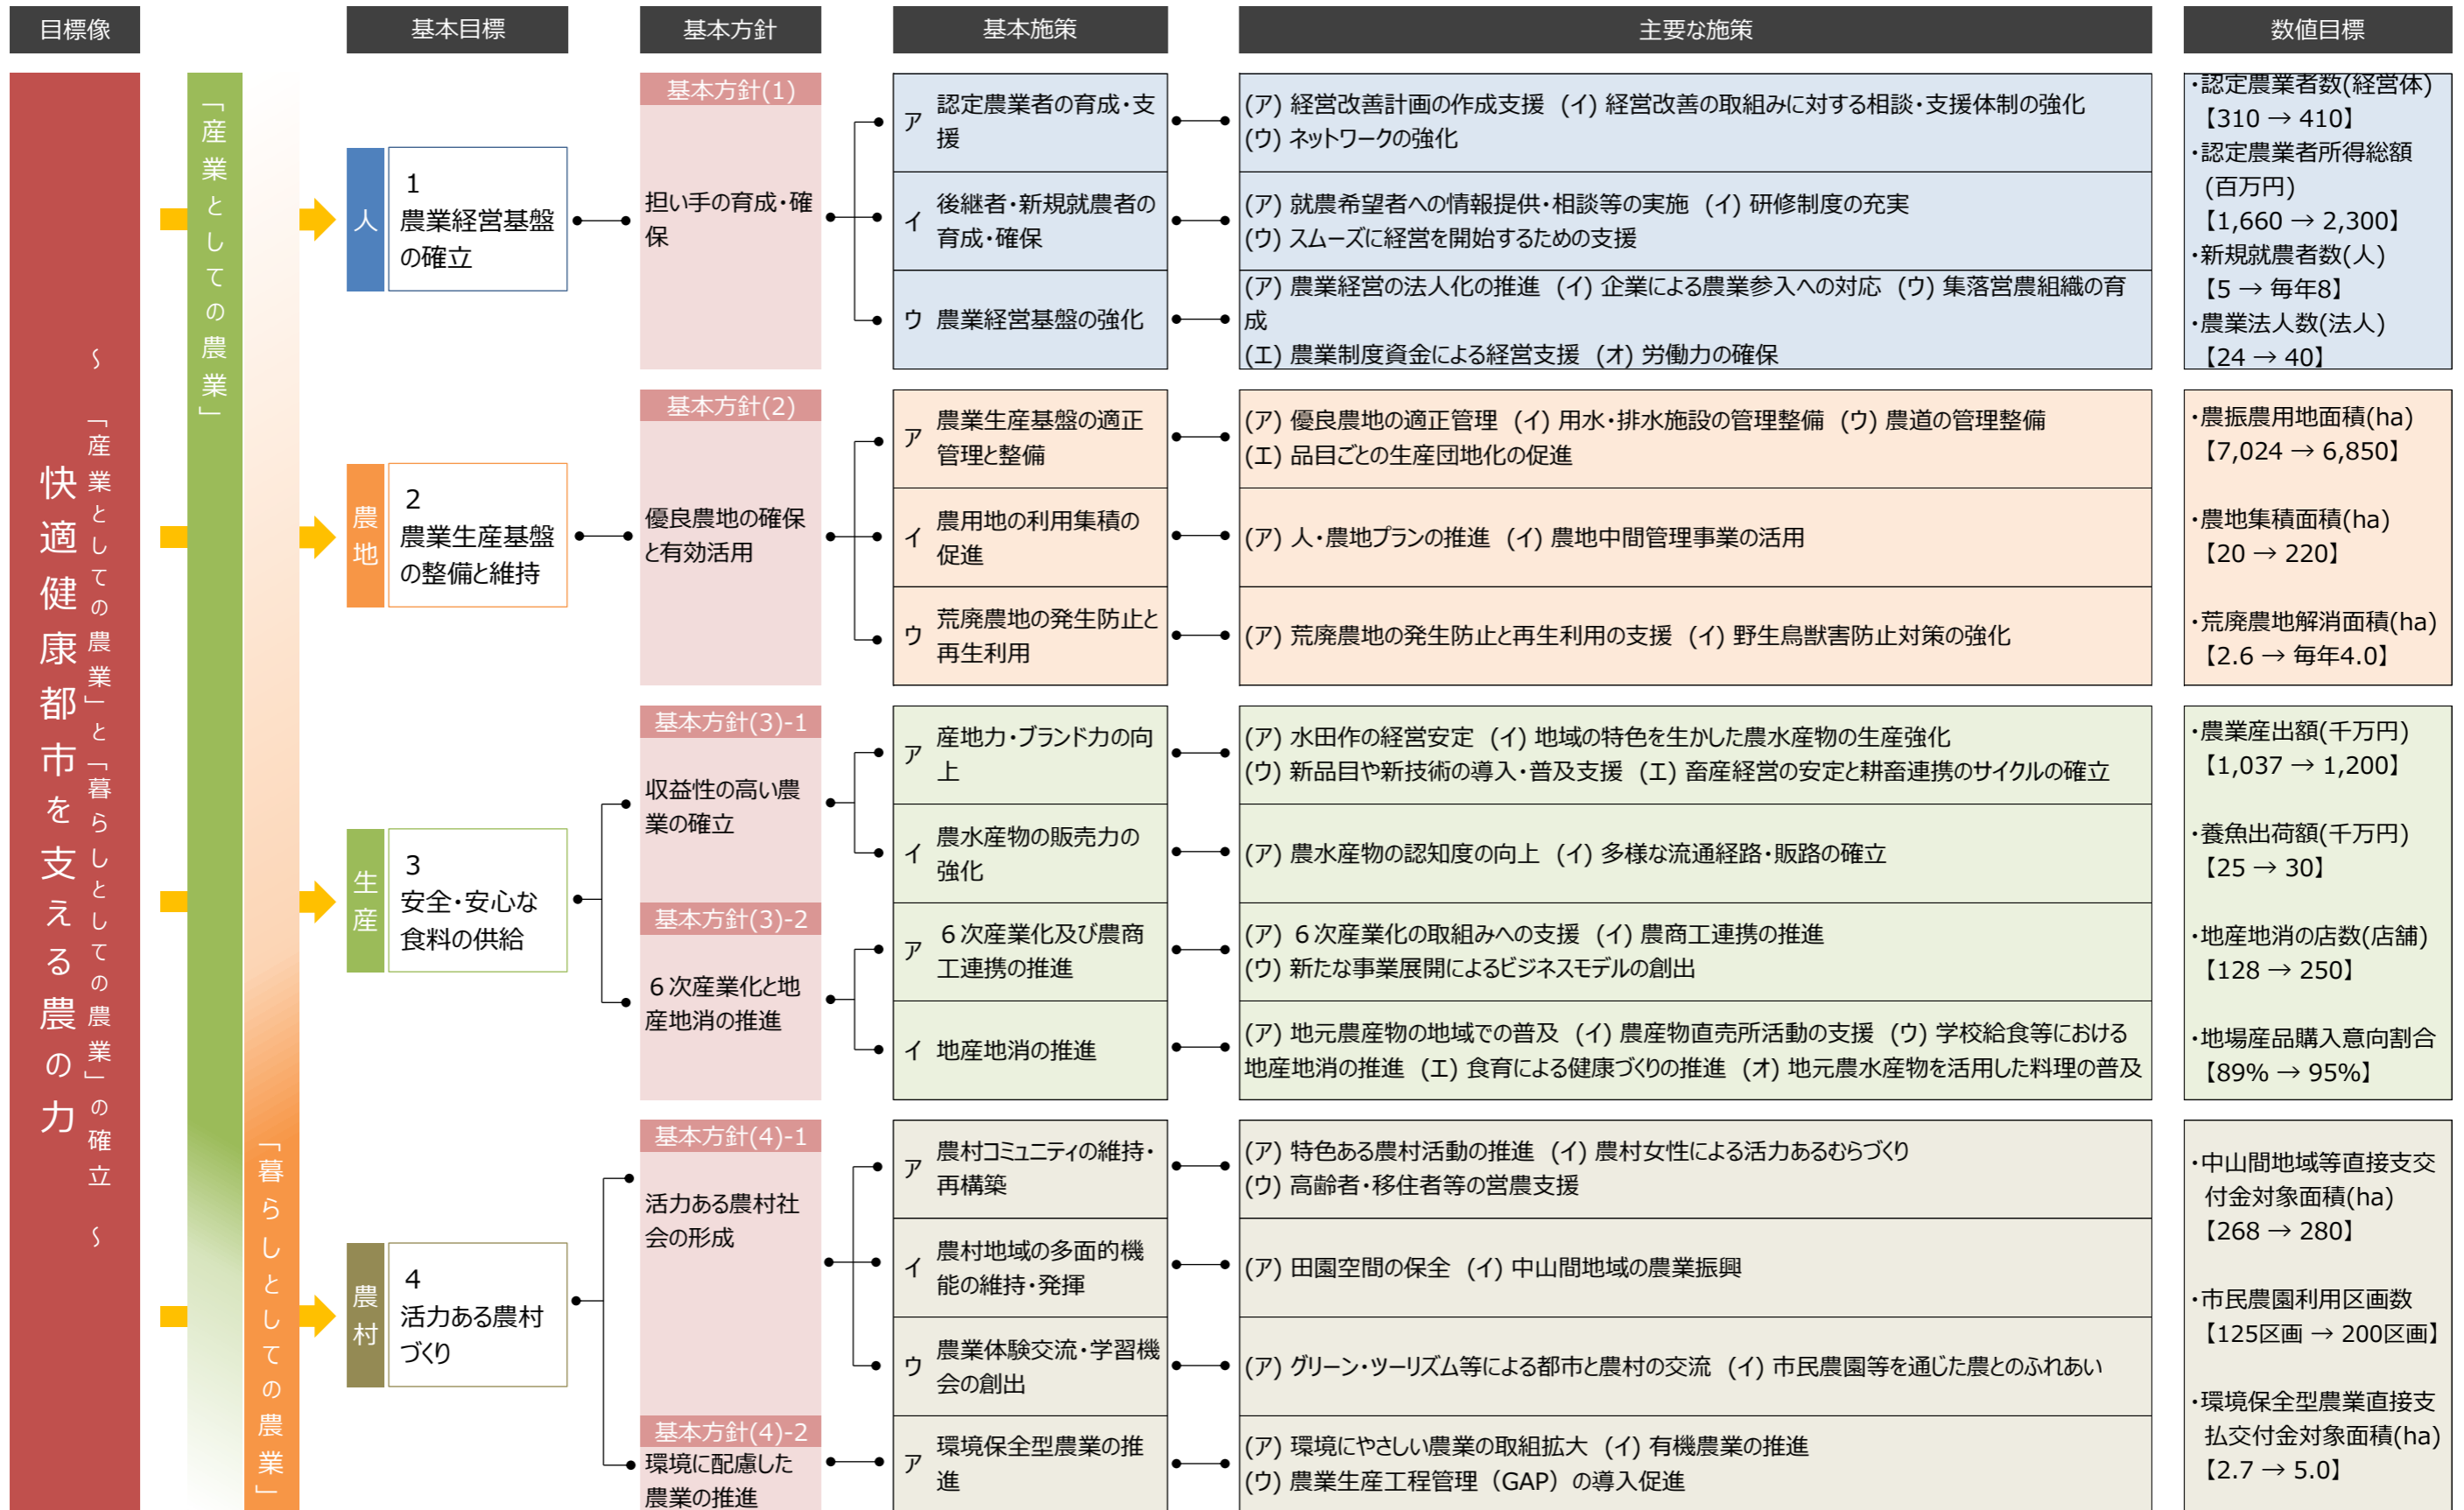 目標像
基本目標
基本方針
基本施策
主要な施策
数値目標
快適健康都市を支える農の力
～「産業としての農業」と「暮らしとしての農業」の確立～
「産業としての農業」
「暮らしとしての農業」
人
1
農業経営基盤
の確立
基本方針(1)
担い手の育成・確
保
ア
認定農業者の育成・支
援
(ア) 経営改善計画の作成支援 (イ) 経営改善の取組みに対する相談・支援体制の強化
(ウ) ネットワークの強化
イ
後継者・新規就農者の
育成・確保
(ア) 就農希望者への情報提供・相談等の実施 (イ) 研修制度の充実
(ウ) スムーズに経営を開始するための支援
ウ
農業経営基盤の強化
(ア) 農業経営の法人化の推進 (イ) 企業による農業参入への対応 (ウ) 集落営農組織の育
成
(エ) 農業制度資金による経営支援 (オ) 労働力の確保
・認定農業者数(経営体)
【310 → 410】
・認定農業者所得総額
(百万円)
【1,660 → 2,300】
・新規就農者数(人)
【5 → 毎年8】
・農業法人数(法人)
【24 → 40】
農地
2
農業生産基盤
の整備と維持
基本方針(2)
優良農地の確保
と有効活用
ア
農業生産基盤の適正
管理と整備
(ア) 優良農地の適正管理 (イ) 用水・排水施設の管理整備 (ウ) 農道の管理整備
(エ) 品目ごとの生産団地化の促進
イ
農用地の利用集積の
促進
(ア) 人・農地プランの推進 (イ) 農地中間管理事業の活用
ウ
荒廃農地の発生防止と
再生利用
(ア) 荒廃農地の発生防止と再生利用の支援 (イ) 野生鳥獣害防止対策の強化
・農振農用地面積(ha)
【7,024 → 6,850】
・農地集積面積(ha)
【20 → 220】
・荒廃農地解消面積(ha)
【2.6 → 毎年4.0】
生産
3
安全・安心な
食料の供給
基本方針(3)-1
収益性の高い農
業の確立
ア
産地力・ブランド力の向
上
(ア) 水田作の経営安定 (イ) 地域の特色を生かした農水産物の生産強化
(ウ) 新品目や新技術の導入・普及支援 (エ) 畜産経営の安定と耕畜連携のサイクルの確立
イ
農水産物の販売力の
強化
(ア) 農水産物の認知度の向上 (イ) 多様な流通経路・販路の確立
基本方針(3)-2
６次産業化と地
産地消の推進
ア
６次産業化及び農商
工連携の推進
(ア) ６次産業化の取組みへの支援 (イ) 農商工連携の推進
(ウ) 新たな事業展開によるビジネスモデルの創出
イ
地産地消の推進
(ア) 地元農産物の地域での普及 (イ) 農産物直売所活動の支援 (ウ) 学校給食等における
地産地消の推進 (エ) 食育による健康づくりの推進 (オ) 地元農水産物を活用した料理の普及
・農業産出額(千万円)
【1,037 → 1,200】
・養魚出荷額(千万円)
【25 → 30】
・地産地消の店数(店舗)
【128 → 250】
・地場産品購入意向割合
【89% → 95%】
農村
4
活力ある農村
づくり
基本方針(4)-1
活力ある農村社
会の形成
ア
農村コミュニティの維持・
再構築
(ア) 特色ある農村活動の推進 (イ) 農村女性による活力あるむらづくり
(ウ) 高齢者・移住者等の営農支援
イ
農村地域の多面的機
能の維持・発揮
(ア) 田園空間の保全 (イ) 中山間地域の農業振興
ウ
農業体験交流・学習機
会の創出
(ア) グリーン・ツーリズム等による都市と農村の交流 (イ) 市民農園等を通じた農とのふれあい
基本方針(4)-2
環境に配慮した
農業の推進
ア
環境保全型農業の推
進
(ア) 環境にやさしい農業の取組拡大 (イ) 有機農業の推進
(ウ) 農業生産工程管理（GAP）の導入促進
・中山間地域等直接支交
付金対象面積(ha)
【268 → 280】
・市民農園利用区画数
【125区画 → 200区画】
・環境保全型農業直接支
払交付金対象面積(ha)
【2.7 → 5.0】